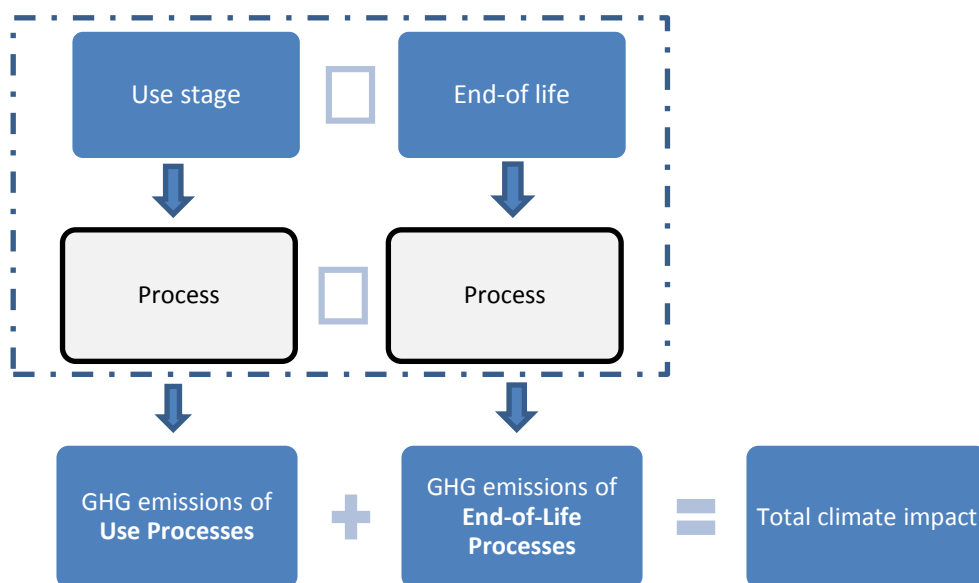 Use stage
End-of life
Process
Process
GHG emissions of
Use Processes
+
GHG emissions of
End-of-Life
Processes
=
Total climate impact